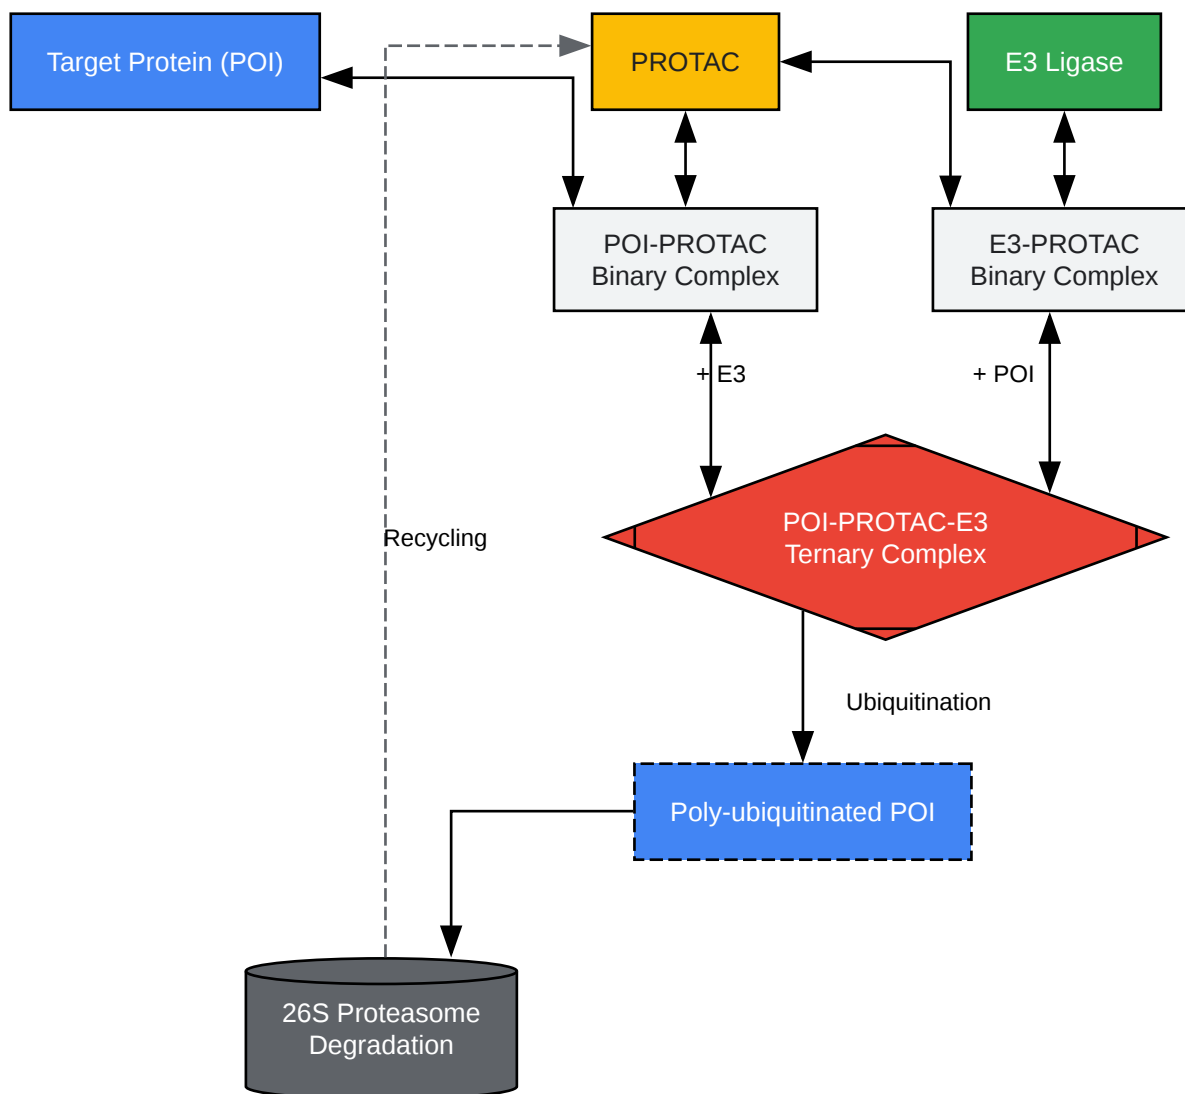 Target Protein (POI)
PROTAC
E3 Ligase
POI-PROTAC
Binary Complex
E3-PROTAC
Binary Complex
+ E3
+ POI
POI-PROTAC-E3
Ternary Complex
Recycling
Ubiquitination
Poly-ubiquitinated POI
26S Proteasome
Degradation